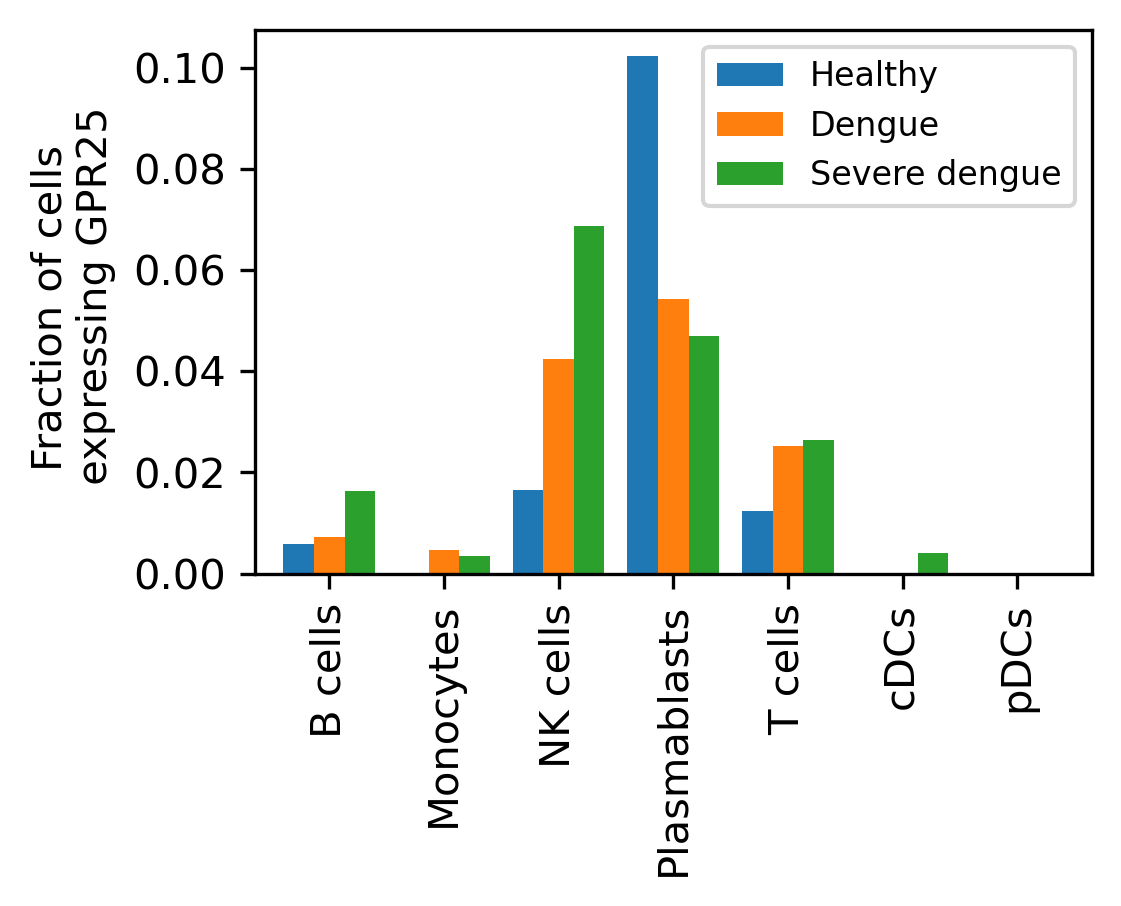 Fraction of cells
expressing GPR25
0.10
0.08
0.06
0.04
0.02
0.00
Healthy
Dengue
Severe dengue
B cells
Monocytes
NK cells
Plasmablasts
T cells
cDCs
pDCs